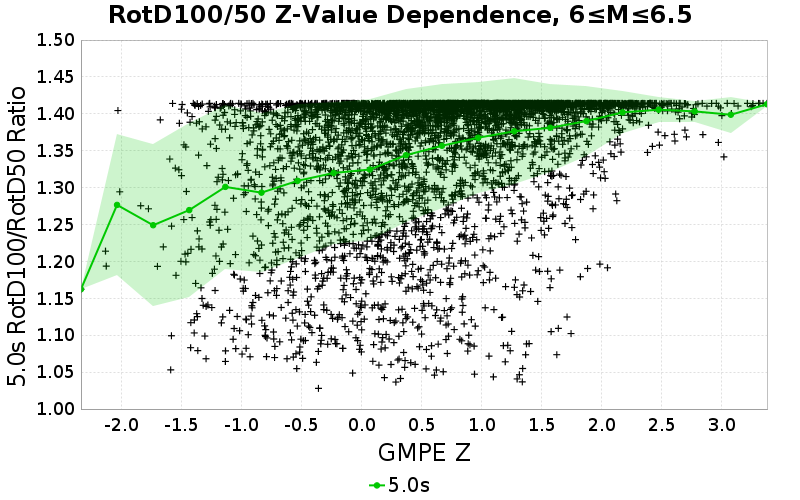 RotD100/50 Z-Value Dependence, 6≤M≤6.5
5.0s RotD100/RotD50 Ratio
1.50
1.45
1.40
1.35
1.30
1.25
1.20
1.15
1.10
1.05
1.00
-2.0 -1.5 -1.0 -0.5 0.0 0.5 1.0 1.5 2.0 2.5 3.0
GMPE Z
5.0s